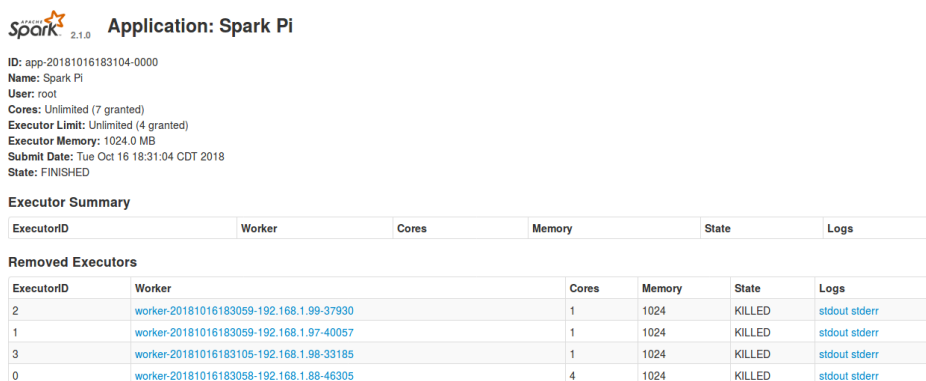 APACHE Spark 2.1.0 Application: Spark Pi
ID: app-20181016183104-0000
Name: Spark Pi
User: root
Cores: Unlimited (7 granted)
Executor Limit: Unlimited (4 granted)
Executor Memory: 1024.0 MB
Submit Date: Tue Oct 16 18:31:04 CDT 2018
State: FINISHED
Executor Summary
ExecutorID Worker Cores Memory State Logs
Removed Executors
ExecutorID Worker Cores Memory State Logs
2 worker-20181016183059-192.168.1.99-37930 1 1024 KILLED stdout stderr
1 worker-20181016183059-192.168.1.97-40057 1 1024 KILLED stdout stderr
3 worker-20181016183105-192.168.1.98-33185 1 1024 KILLED stdout stderr
0 worker-20181016183058-192.168.1.88-46305 4 1024 KILLED stdout stderr